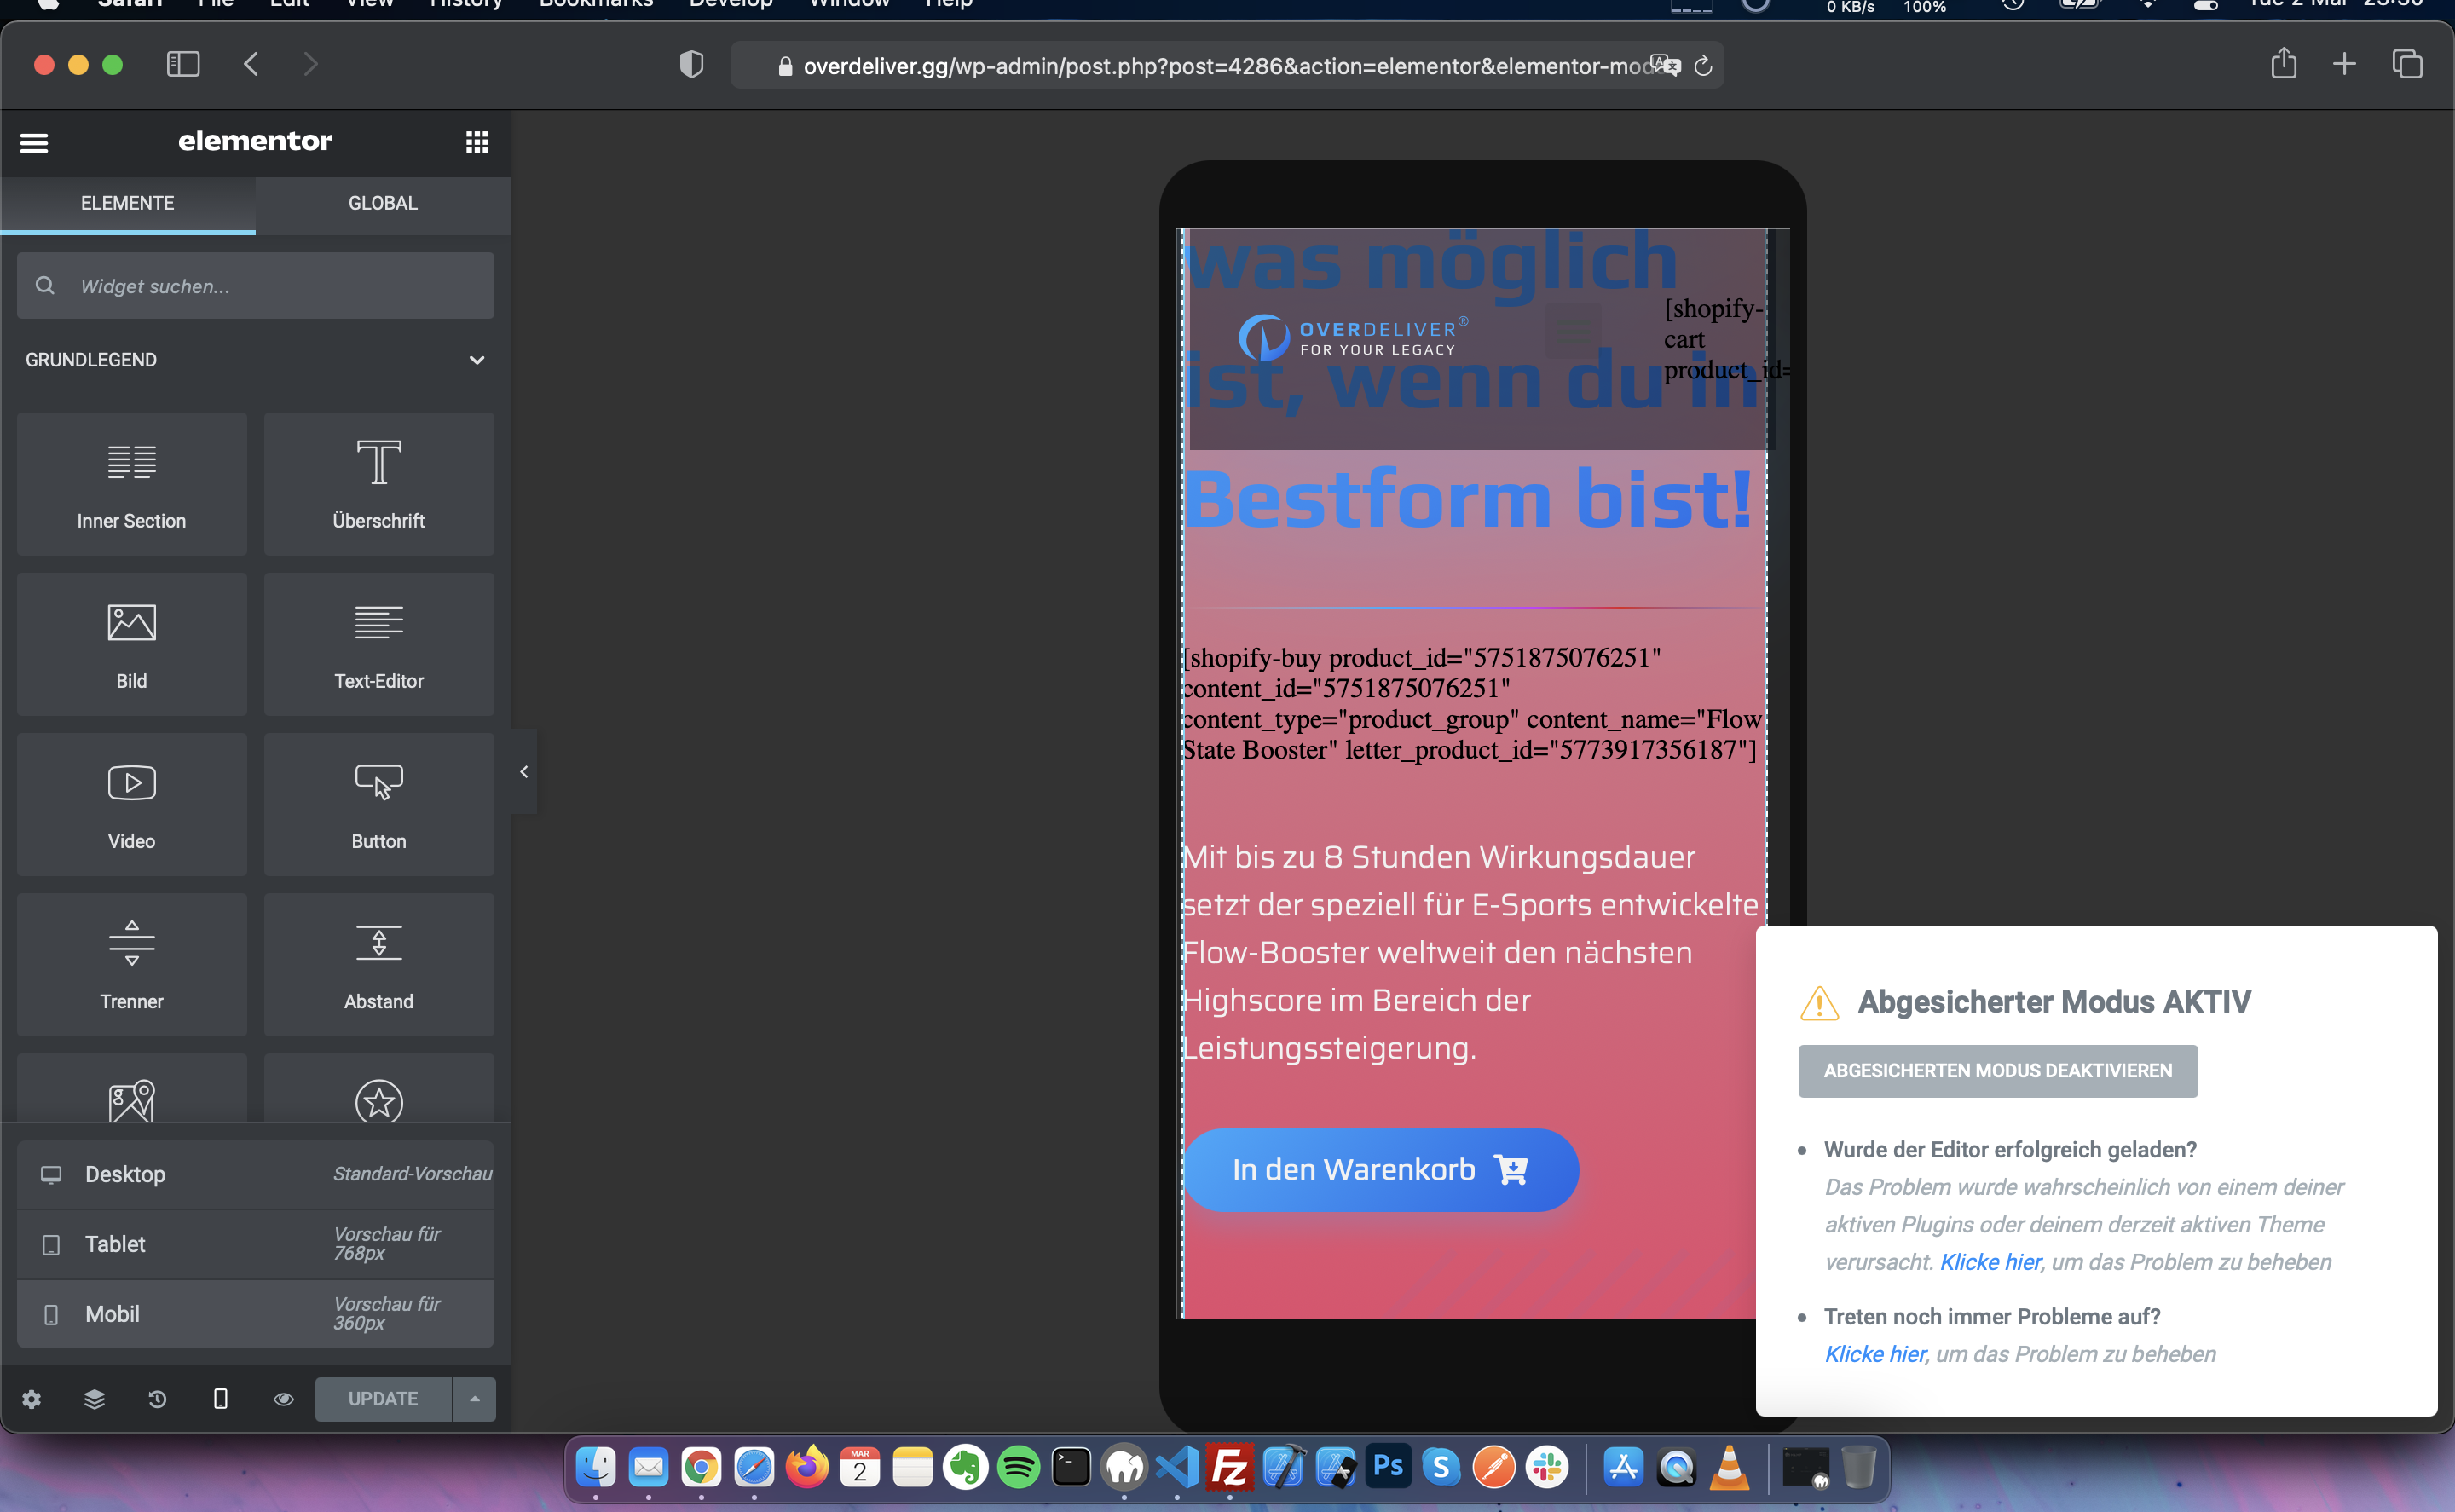 Safari File Edit View History Bookmarks Develop Window Help
0 KB/s 100% Tue 2 Mar 23:30
overdeliver.gg/wp-admin/post.php?post=4286&action=elementor&elementor-mod
elementor
ELEMENTE GLOBAL
Widget suchen...
GRUNDLEGEND
Inner Section
Überschrift
Bild
Text-Editor
Video
Button
Trenner
Abstand
Desktop Standard-Vorschau
Tablet Vorschau für
768px
Mobil Vorschau für
360px
UPDATE
was möglich
ist, wenn du in
Bestform bist!
OVERDELIVER®
FOR YOUR LEGACY
[shopify-
cart
product_id=
[shopify-buy product_id="5751875076251"
content_id="5751875076251"
content_type="product_group" content_name="Flow
State Booster" letter_product_id="5773917356187"]
Mit bis zu 8 Stunden Wirkungsdauer
setzt der speziell für E-Sports entwickelte
Flow-Booster weltweit den nächsten
Highscore im Bereich der
Leistungssteigerung.
In den Warenkorb
Abgesicherter Modus AKTIV
ABGESICHERTEN MODUS DEAKTIVIEREN
• Wurde der Editor erfolgreich geladen?
Das Problem wurde wahrscheinlich von einem deiner
aktiven Plugins oder deinem derzeit aktiven Theme
verursacht. Klicke hier, um das Problem zu beheben
• Treten noch immer Probleme auf?
Klicke hier, um das Problem zu beheben
MAR
2
>_
Fz
Ps
S